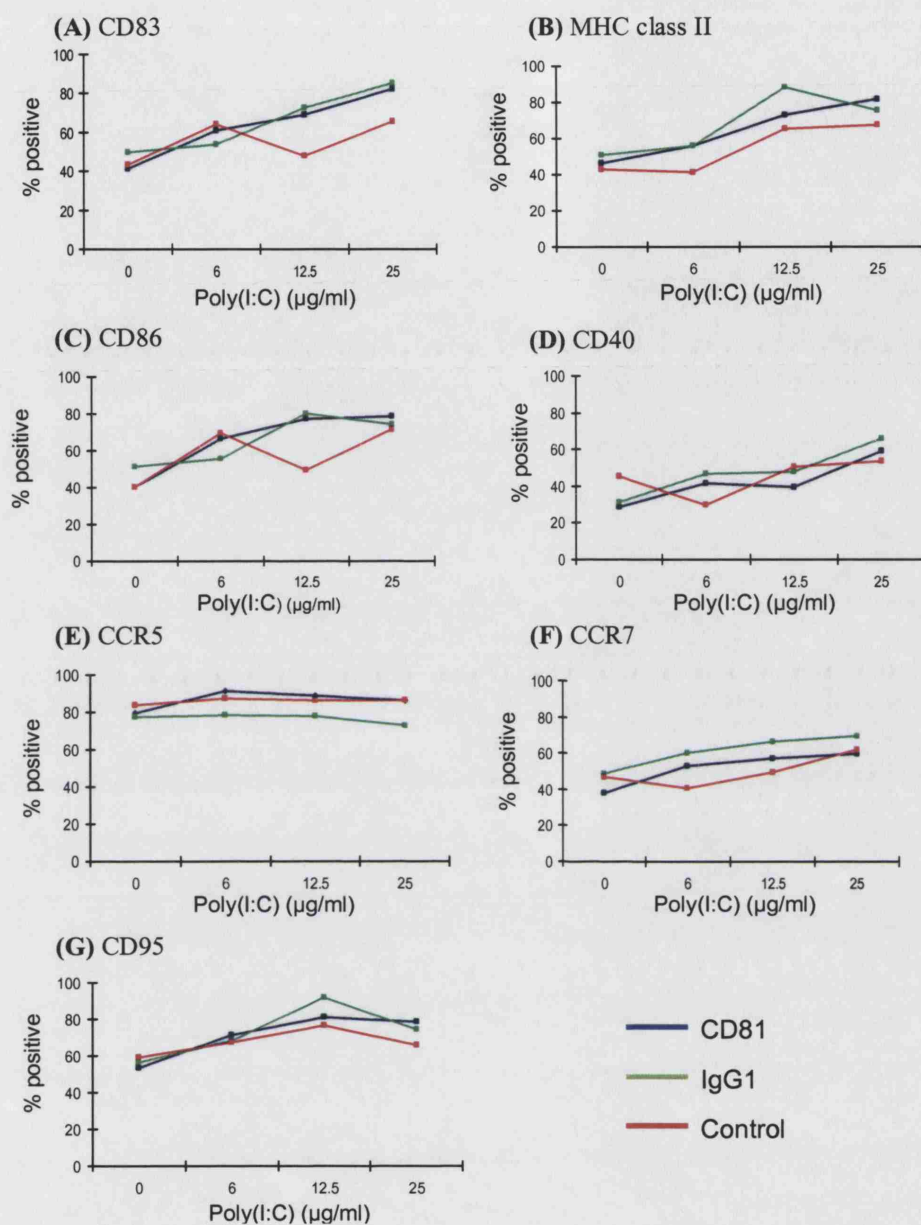 (A) CD83
% positive
100
80
60
40
20
0
0 6 12.5 25
Poly(I:C) (µg/ml)
(B) MHC class II
% positive
100
80
60
40
20
0
0 6 12.5 25
Poly(I:C) (µg/ml)
(C) CD86
% positive
100
80
60
40
20
0
0 6 12.5 25
Poly(I:C) (µg/ml)
(D) CD40
% positive
100
80
60
40
20
0
0 6 12.5 25
Poly(I:C) (µg/ml)
(E) CCR5
% positive
100
80
60
40
20
0
0 6 12.5 25
Poly(I:C) (µg/ml)
(F) CCR7
% positive
100
80
60
40
20
0
0 6 12.5 25
Poly(I:C) (µg/ml)
(G) CD95
% positive
100
80
60
40
20
0
0 6 12.5 25
Poly(I:C) (µg/ml)
CD81
IgG1
Control